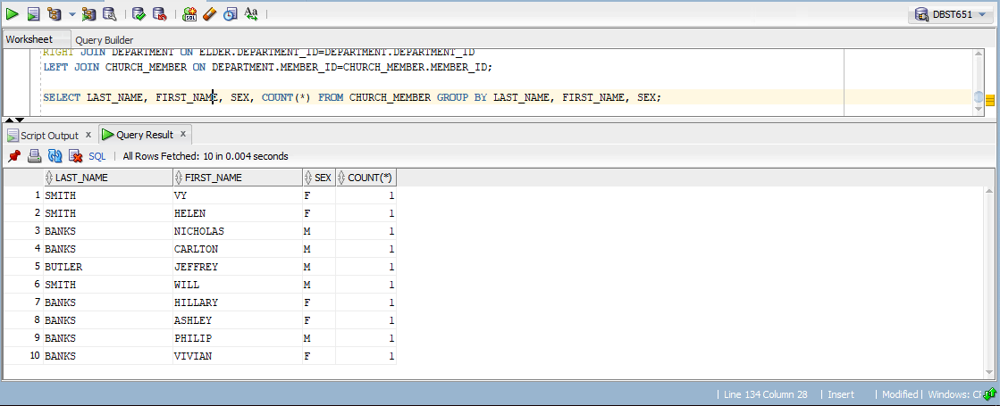 DBST651
Worksheet Query Builder
RIGHT JOIN DEPARTMENT ON ELDER.DEPARTMENT_ID=DEPARTMENT.DEPARTMENT_ID
LEFT JOIN CHURCH_MEMBER ON DEPARTMENT.MEMBER_ID=CHURCH_MEMBER.MEMBER_ID;
SELECT LAST_NAME, FIRST_NAME, SEX, COUNT(*) FROM CHURCH_MEMBER GROUP BY LAST_NAME, FIRST_NAME, SEX;
Script Output x Query Result x
SQL | All Rows Fetched: 10 in 0.004 seconds
LAST_NAME FIRST_NAME SEX COUNT(*)
1 SMITH VY F 1
2 SMITH HELEN F 1
3 BANKS NICHOLAS M 1
4 BANKS CARLTON M 1
5 BUTLER JEFFREY M 1
6 SMITH WILL M 1
7 BANKS HILLARY F 1
8 BANKS ASHLEY F 1
9 BANKS PHILIP M 1
10 BANKS VIVIAN F 1
| Line 134 Column 28 | Insert | Modified | Windows: